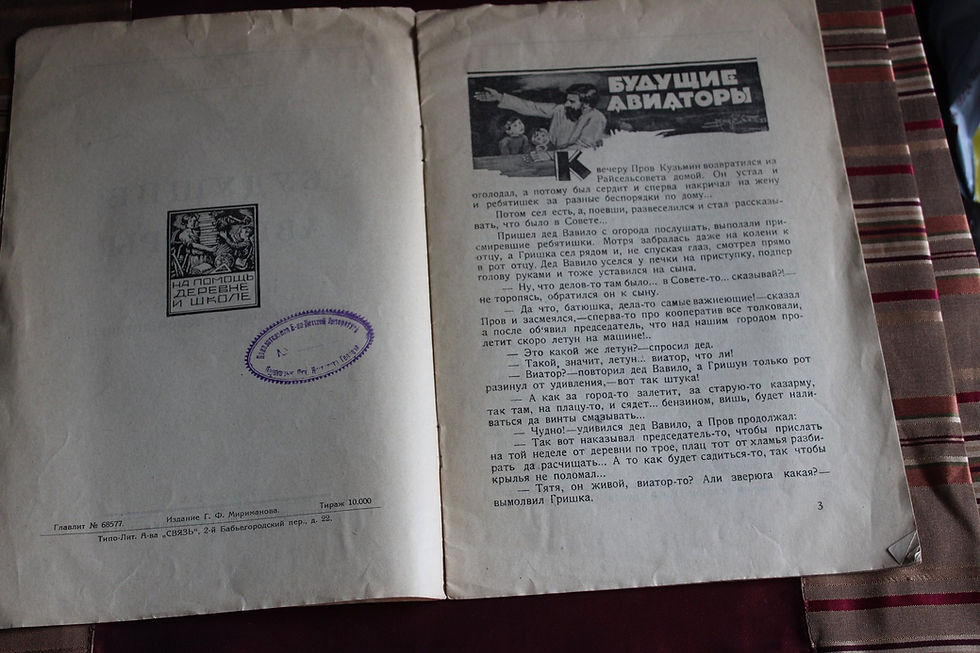 НА ПОМОЩЬ
ДЕРЕВНЕ
И ШКОЛЕ
Главлит № 68577. Издание Г. Ф. Мириманова. Тираж 10.000
Типо-Лит. А-ва „СВЯЗЬ“, 2-й Бабьегородский пер., д. 22.
БУДУЩИЕ
АВИАТОРЫ
К вечеру Пров Кузьмин возвратился из
Райсельсовета домой. Он устал и
оголодал, а потому был сердит и сперва накричал на жену
и ребятишек за разные беспорядки по дому...
Потом сел есть, а, поевши, развеселился и стал рассказы-
вать, что было в Совете...
Пришел дед Вавило с огорода послушать, выползли при-
смиревшие ребятишки. Мотря забралась даже на колени к
отцу, а Гришка сел рядом и, не спуская глаз, смотрел прямо
в рот отцу. Дед Вавило уселся у печки на приступку, подпер
голову руками и тоже уставился на сына.
— Ну, что делов-то там было... в Совете-то... сказывай?!—
не торопясь, обратился он к сыну.
— Да что, батюшка, дела-то самые важнеющие!—сказал
Пров и засмеялся,—сперва-то про кооператив все толковали,
а после об'явил председатель, что над нашим городом про-
летит скоро летун на машине!..
— Это какой же летун?—спросил дед.
— Такой, значит, летун... виатор, что ли!
— Виатор?—повторил дед Вавило, а Гришун только рот
разинул от удивления,—вот так штука!
— А как за город-то залетит, за старую-то казарму,
так там, на плацу-то, и сядет... бензином, вишь, будет нали-
ваться да винты смазывать...
— Чудно!—удивился дед Вавило, а Пров продолжал:
— Так вот наказывал председатель-то, чтобы прислать
на той неделе от деревни по трое, плац тот от хламья разби-
рать да расчищать... А то как будет садиться-то, так чтобы
крылья не поломал...
— Тятя, он живой, виатор-то? Али зверюга какая?—
вымолвил Гришка.
3